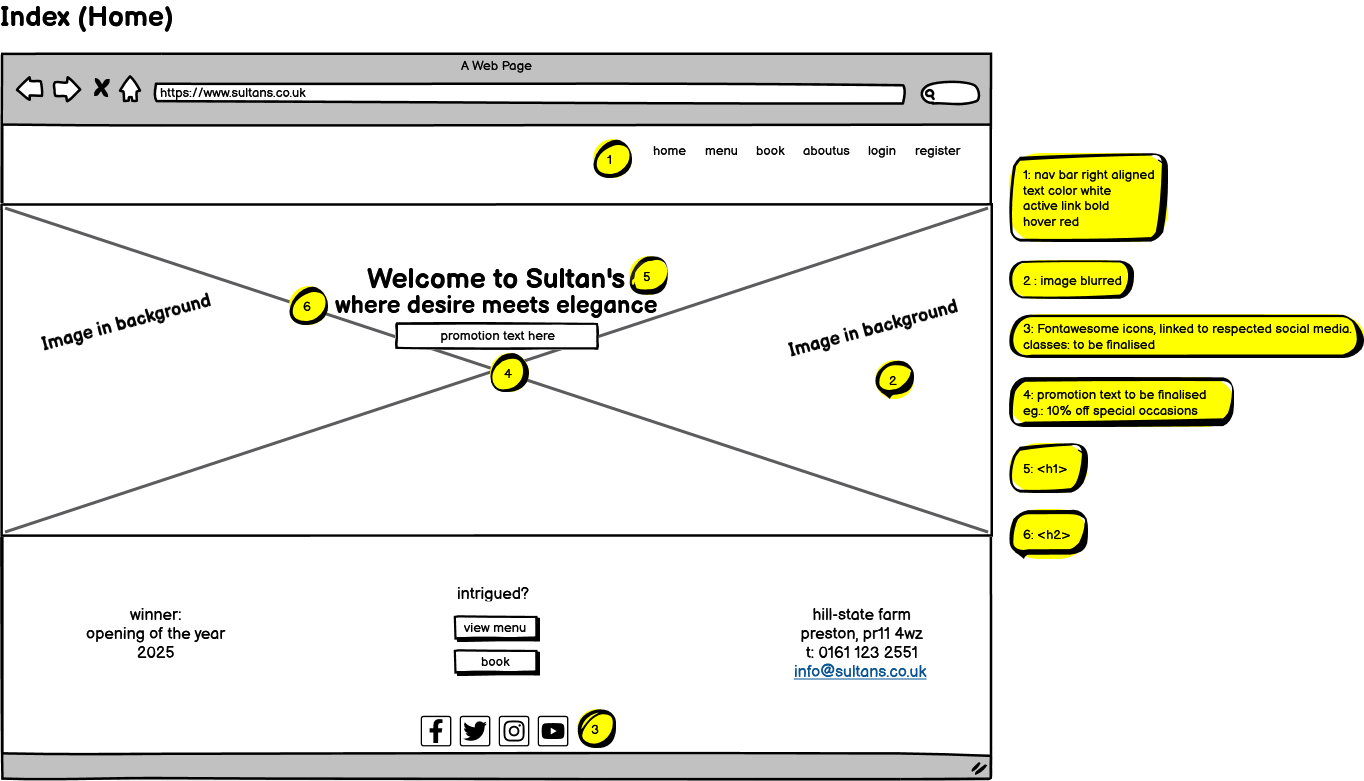 Index (Home)
A Web Page
https://www.sultans.co.uk
1
home menu book aboutus login register
Welcome to Sultan's
5
6
where desire meets elegance
Image in background
promotion text here
Image in background
4
2
winner:
opening of the year
2025
intrigued?
view menu
book
hill-state farm
preston, pr11 4wz
t: 0161 123 2551
info@sultans.co.uk
3
1: nav bar right aligned
text color white
active link bold
hover red
2 : image blurred
3: Fontawesome icons, linked to respected social media.
classes: to be finalised
4: promotion text to be finalised
eg.: 10% off special occasions
5: <h1>
6: <h2>